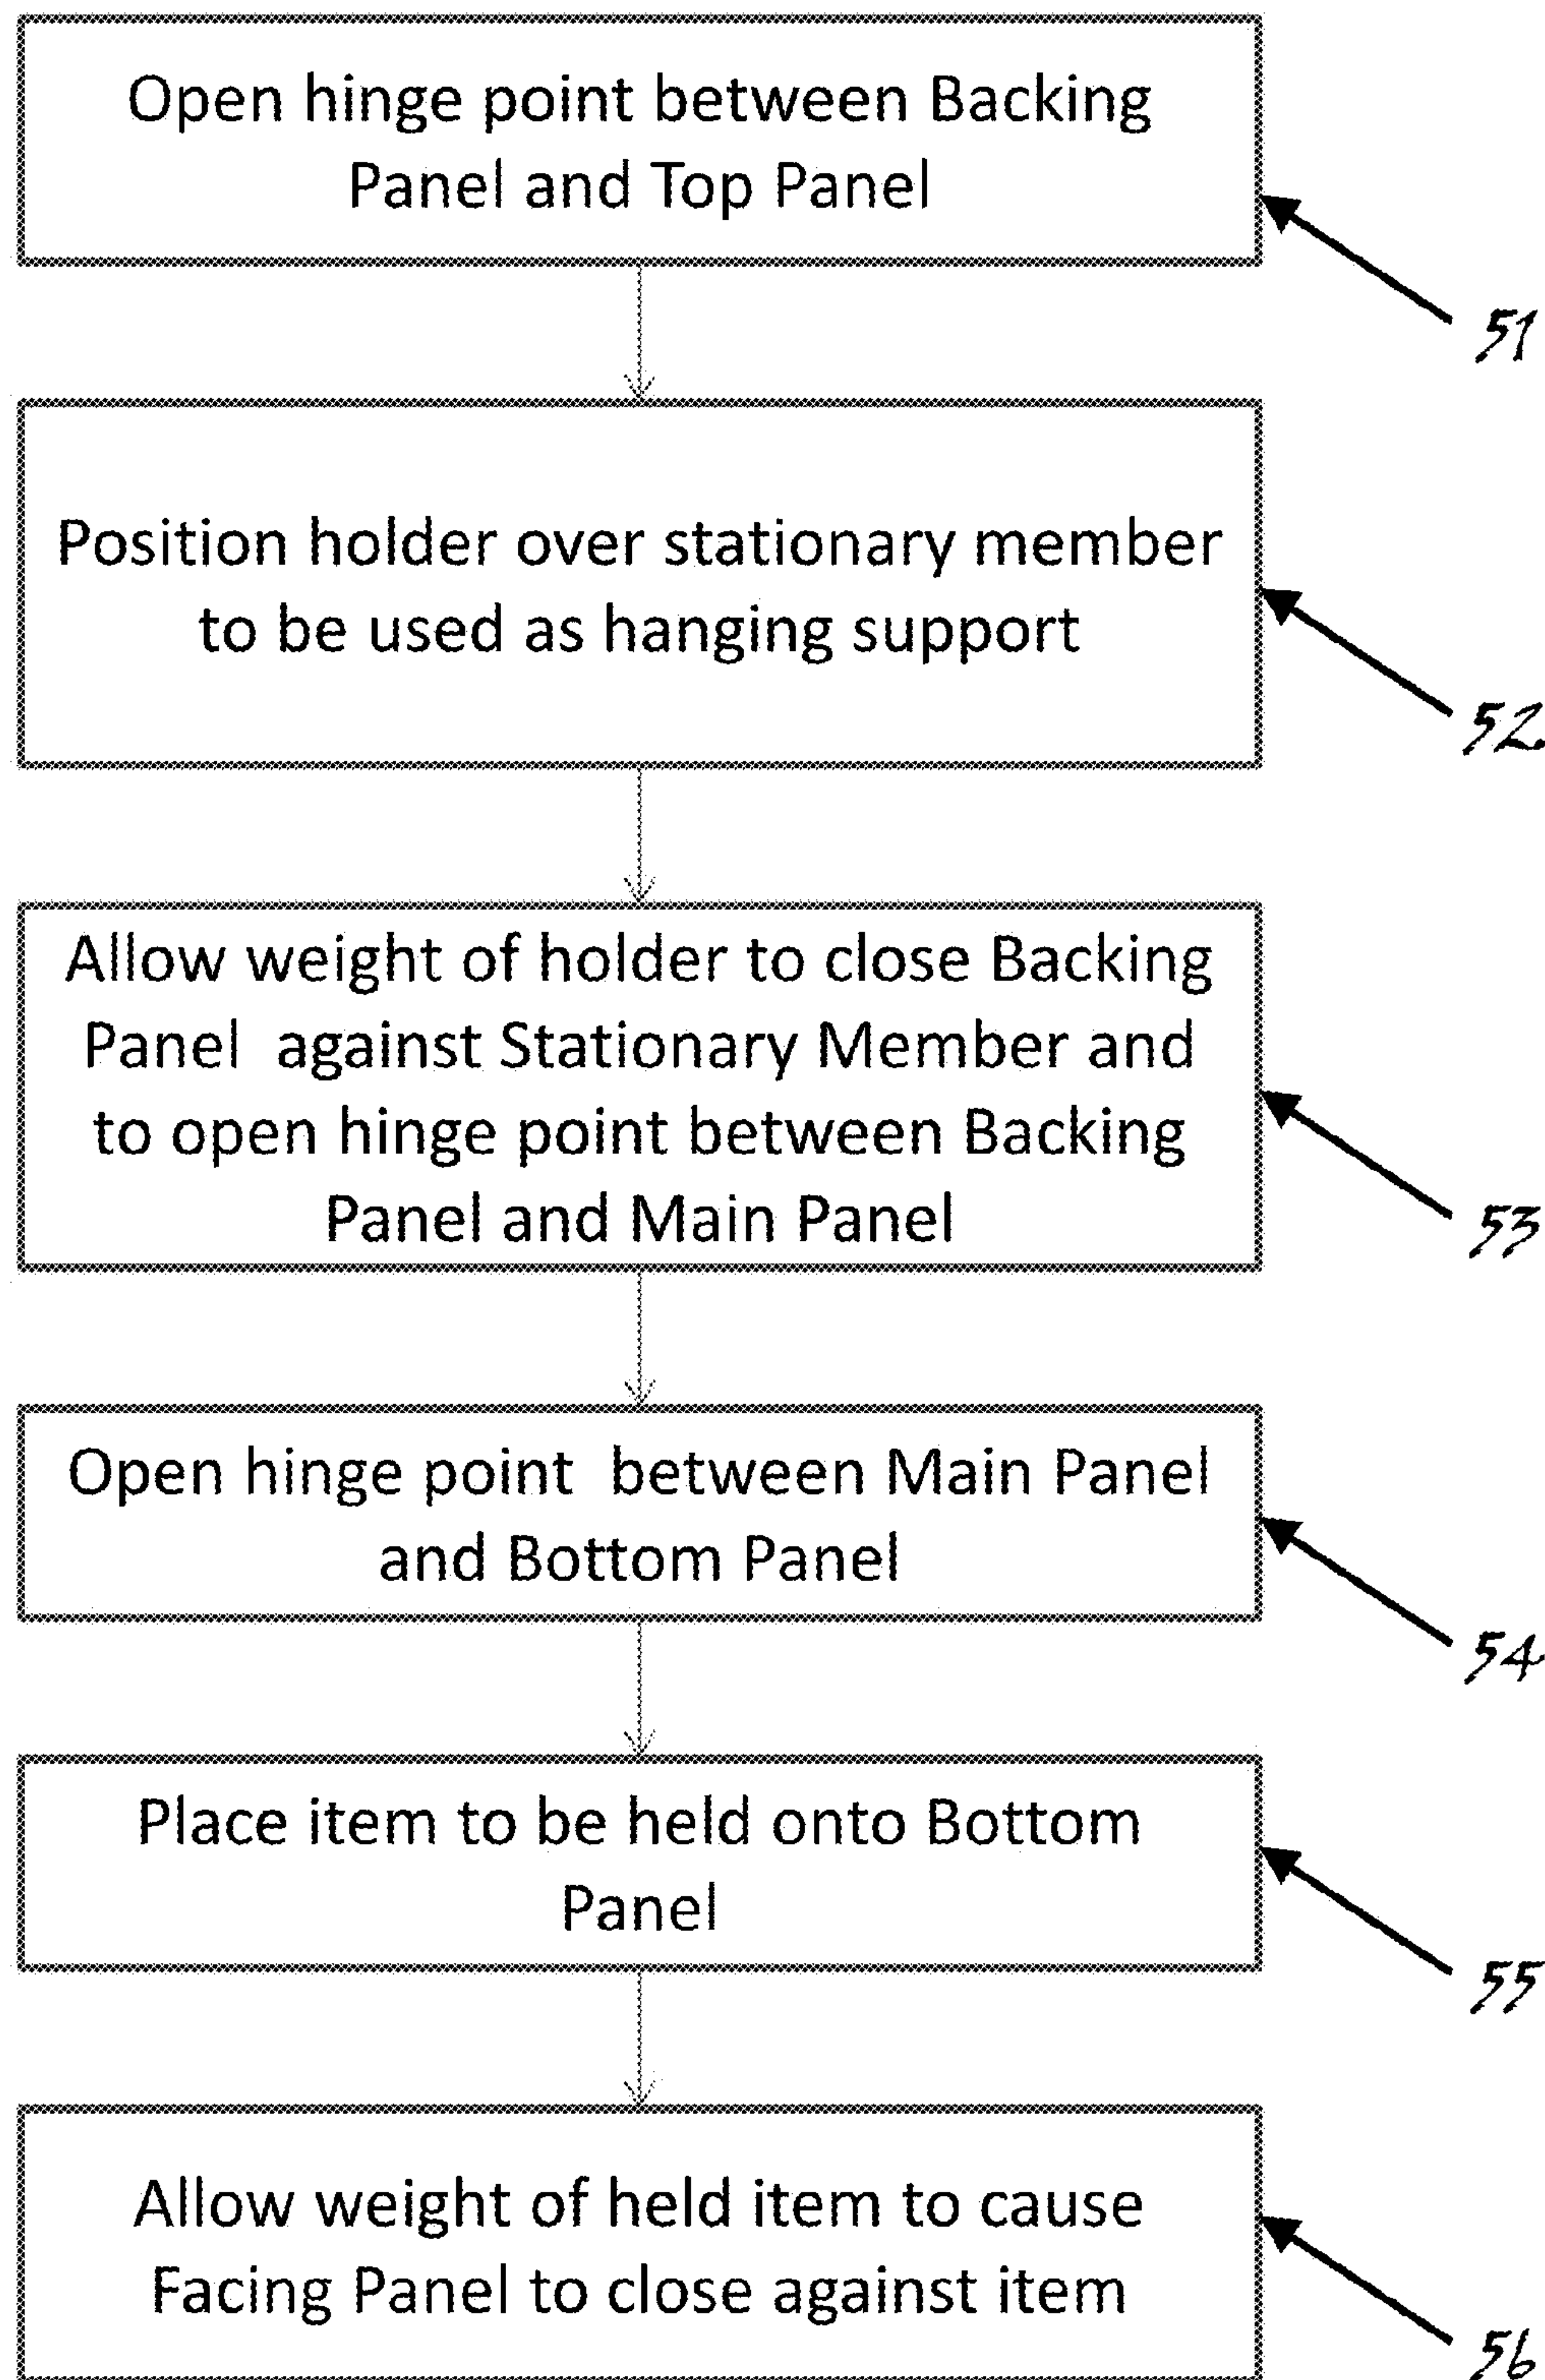 Open hinge point between Backing
Panel and Top Panel
51
Position holder over stationary member
to be used as hanging support
52
Allow weight of holder to close Backing
Panel against Stationary Member and
to open hinge point between Backing
Panel and Main Panel
53
Open hinge point between Main Panel
and Bottom Panel
54
Place item to be held onto Bottom
Panel
55
Allow weight of held item to cause
Facing Panel to close against item
56